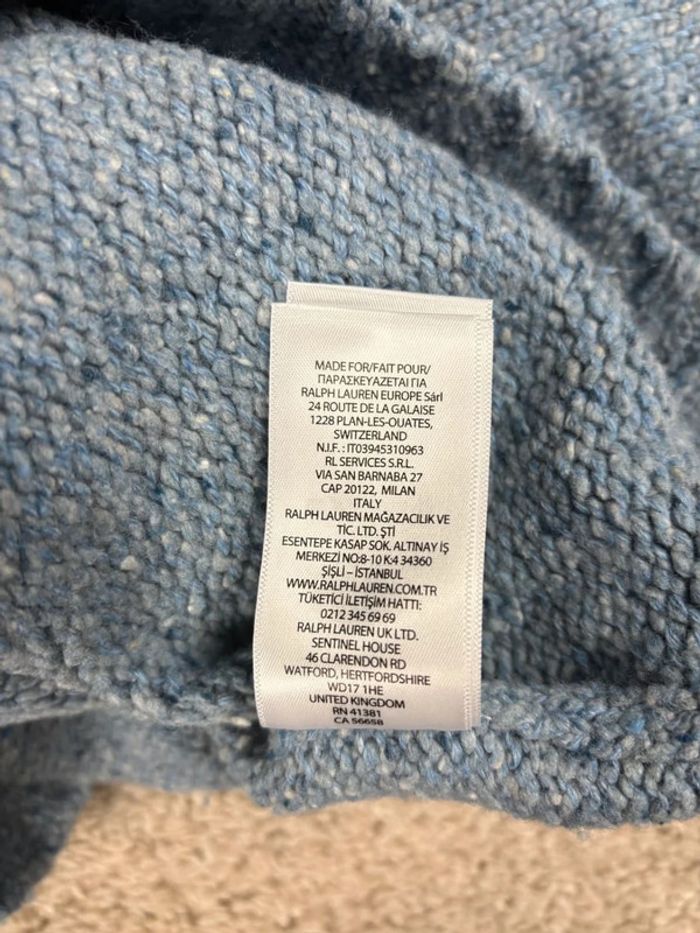 MADE FOR/FAIT POUR/
ΠΑΡΑΣΚΕΥΑΖΕΤΑΙ ΓΙΑ
RALPH LAUREN EUROPE Sárl
24 ROUTE DE LA GALAISE
1228 PLAN-LES-OUATES,
SWITZERLAND
N.I.F. : IT03945310963
RL SERVICES S.R.L.
VIA SAN BARNABA 27
CAP 20122, MILAN
ITALY
RALPH LAUREN MAĞAZACILIK VE
TİC. LTD. ŞTİ
ESENTEPE KASAP SOK. ALTINAY İŞ
MERKEZİ NO:8-10 K:4 34360
ŞİŞLİ – İSTANBUL
WWW.RALPHLAUREN.COM.TR
TÜKETİCİ İLETİŞİM HATTI:
0212 345 69 69
RALPH LAUREN UK LTD.
SENTINEL HOUSE
46 CLARENDON RD
WATFORD, HERTFORDSHIRE
WD17 1HE
UNITED KINGDOM
RN 41381
CA 56658